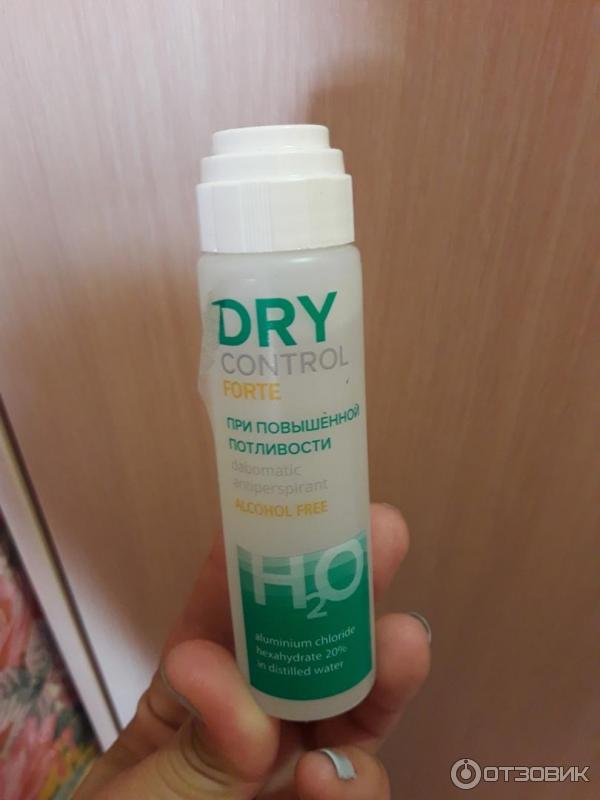 DRY
CONTROL
FORTE
ПРИ ПОВЫШЕННОЙ
ПОТЛИВОСТИ
dabomatic
antiperspirant
ALCOHOL FREE
H₂O
aluminium chloride
hexahydrate 20%
in distilled water
ОТЗОВИК